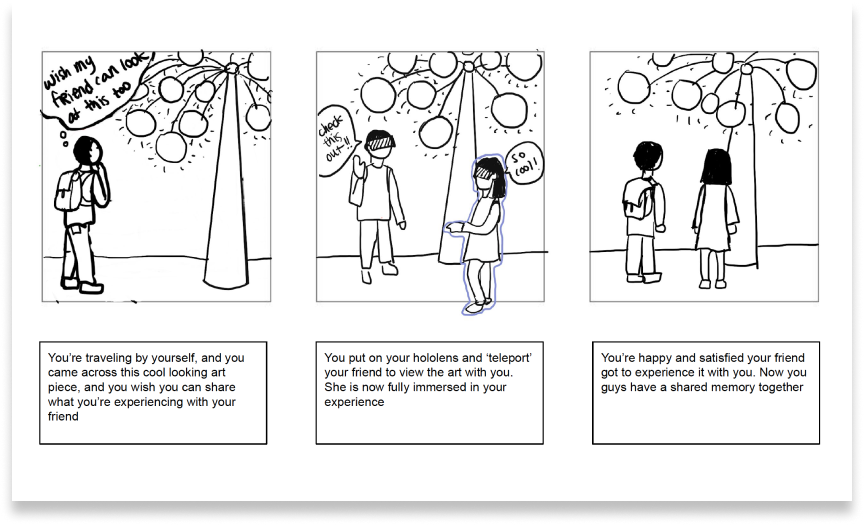 wish my
friend can look
at this too
check
this
out!!
so
cool!
You're traveling by yourself, and you
came across this cool looking art
piece, and you wish you can share
what you're experiencing with your
friend
You put on your hololens and 'teleport'
your friend to view the art with you.
She is now fully immersed in your
experience
You're happy and satisfied your friend
got to experience it with you. Now you
guys have a shared memory together